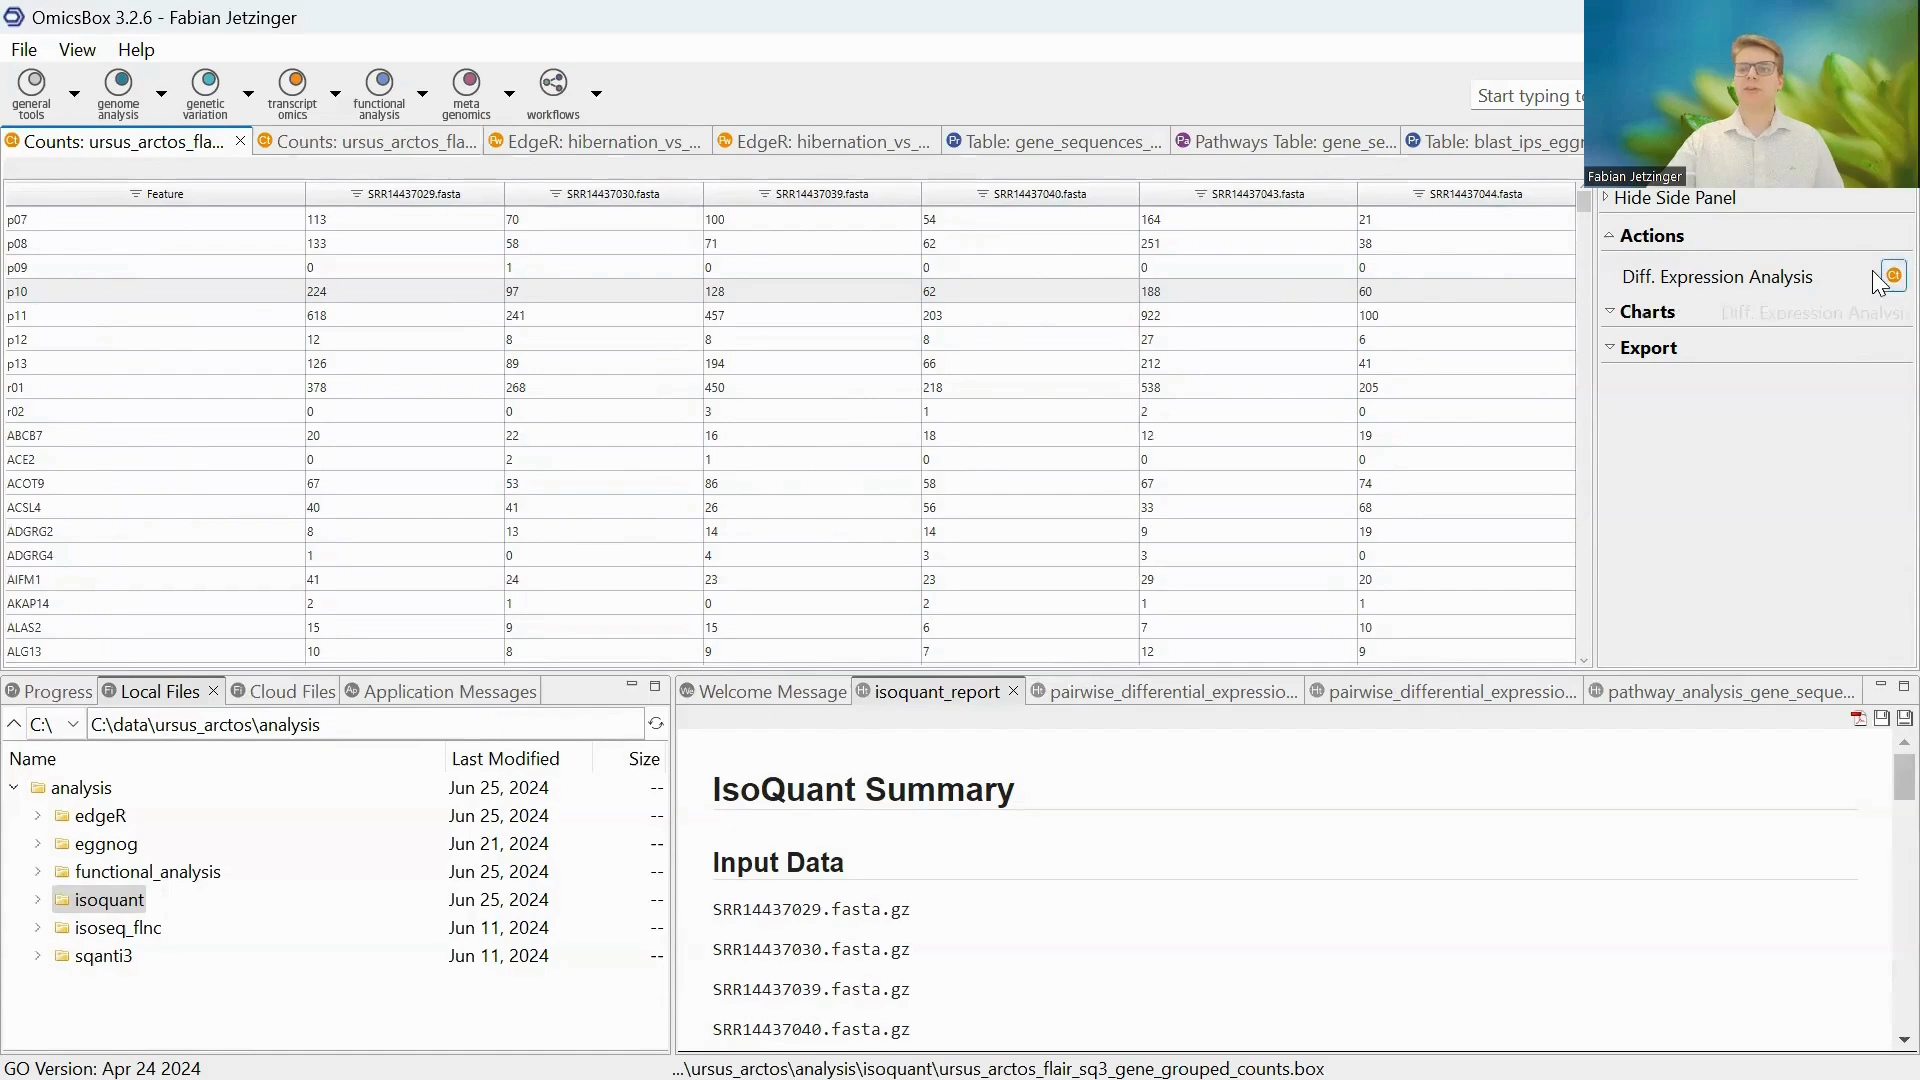 OmicsBox 3.2.6 - Fabian Jetzinger
File View Help
general tools
genome analysis
genetic variation
transcript omics
functional analysis
meta genomics
workflows
Start typing to
Fabian Jetzinger
Counts: ursus_arctos_fla...
Counts: ursus_arctos_fla...
EdgeR: hibernation_vs_...
EdgeR: hibernation_vs_...
Table: gene_sequences_...
Pathways Table: gene_se...
Table: blast_ips_eggn
Feature SRR14437029.fasta SRR14437030.fasta SRR14437039.fasta SRR14437040.fasta SRR14437043.fasta SRR14437044.fasta
p07 113 70 100 54 164 21
p08 133 58 71 62 251 38
p09 0 1 0 0 0 0
p10 224 97 128 62 188 60
p11 618 241 457 203 922 100
p12 12 8 8 8 27 6
p13 126 89 194 66 212 41
r01 378 268 450 218 538 205
r02 0 0 3 1 2 0
ABCB7 20 22 16 18 12 19
ACE2 0 2 1 0 0 0
ACOT9 67 53 86 58 67 74
ACSL4 40 41 26 56 33 68
ADGRG2 8 13 14 14 9 19
ADGRG4 1 0 4 3 3 0
AIFM1 41 24 23 23 29 20
AKAP14 2 1 0 2 1 1
ALAS2 15 9 15 6 7 10
ALG13 10 8 9 7 12 9
Hide Side Panel
Actions
Diff. Expression Analysis
Charts
Diff. Expression Analysi
Export
Progress Local Files Cloud Files Application Messages
C:\ C:\data\ursus_arctos\analysis
Name Last Modified Size
analysis Jun 25, 2024 --
edgeR Jun 25, 2024 --
eggnog Jun 21, 2024 --
functional_analysis Jun 25, 2024 --
isoquant Jun 25, 2024 --
isoseq_flnc Jun 11, 2024 --
sqanti3 Jun 11, 2024 --
Welcome Message isoquant_report pairwise_differential_expressio... pairwise_differential_expressio... pathway_analysis_gene_seque...
IsoQuant Summary
Input Data
SRR14437029.fasta.gz
SRR14437030.fasta.gz
SRR14437039.fasta.gz
SRR14437040.fasta.gz
GO Version: Apr 24 2024
...\ursus_arctos\analysis\isoquant\ursus_arctos_flair_sq3_gene_grouped_counts.box